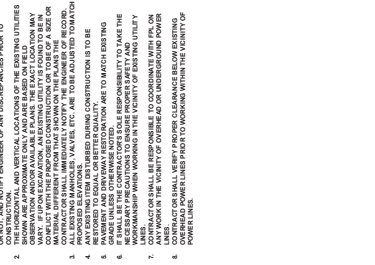 CONSTRUCTION.
2. THE HORIZONTAL AND VERTICAL LOCATIONS OF THE EXISTING UTILITIES
SHOWN ARE APPROXIMATE ONLY AND ARE BASED ON FIELD
OBSERVATION AND/OR AVAILABLE PLANS. THE EXACT LOCATION MAY
VARY. IF UPON EXCAVATION, AN EXISTING UTILITY IS FOUND TO BE IN
CONFLICT WITH THE PROPOSED CONSTRUCTION OR TO BE OF A SIZE OR
MATERIAL DIFFERENT FROM THAT SHOWN ON THE PLANS THE
CONTRACTOR SHALL IMMEDIATELY NOTIFY THE ENGINEER OF RECORD.
3. ALL EXISTING MANHOLES, VALVES, ETC. ARE TO BE ADJUSTED TO MATCH
PROPOSED ELEVATIONS.
4. ANY EXISTING ITEM DISTURBED DURING CONSTRUCTION IS TO BE
RESTORED TO EQUAL OR BETTER QUALITY.
5. PAVEMENT AND DRIVEWAY RESTORATION ARE TO MATCH EXISTING
GRADE UNLESS OTHERWISE NOTED.
6. IT SHALL BE THE CONTRACTOR'S SOLE RESPONSIBILITY TO TAKE THE
NECESSARY PRECAUTIONS TO ENSURE PROPER SAFETY AND
WORKMANSHIP WHEN WORKING IN THE VICINITY OF EXISTING UTILITY
LINES.
7. CONTRACTOR SHALL BE RESPONSIBLE TO COORDINATE WITH FPL ON
ANY WORK IN THE VICINITY OF OVERHEAD OR UNDERGROUND POWER
LINES.
8. CONTRACTOR SHALL VERIFY PROPER CLEARANCE BELOW EXISTING
OVERHEAD POWER LINES PRIOR TO WORKING WITHIN THE VICINITY OF
POWER LINES.